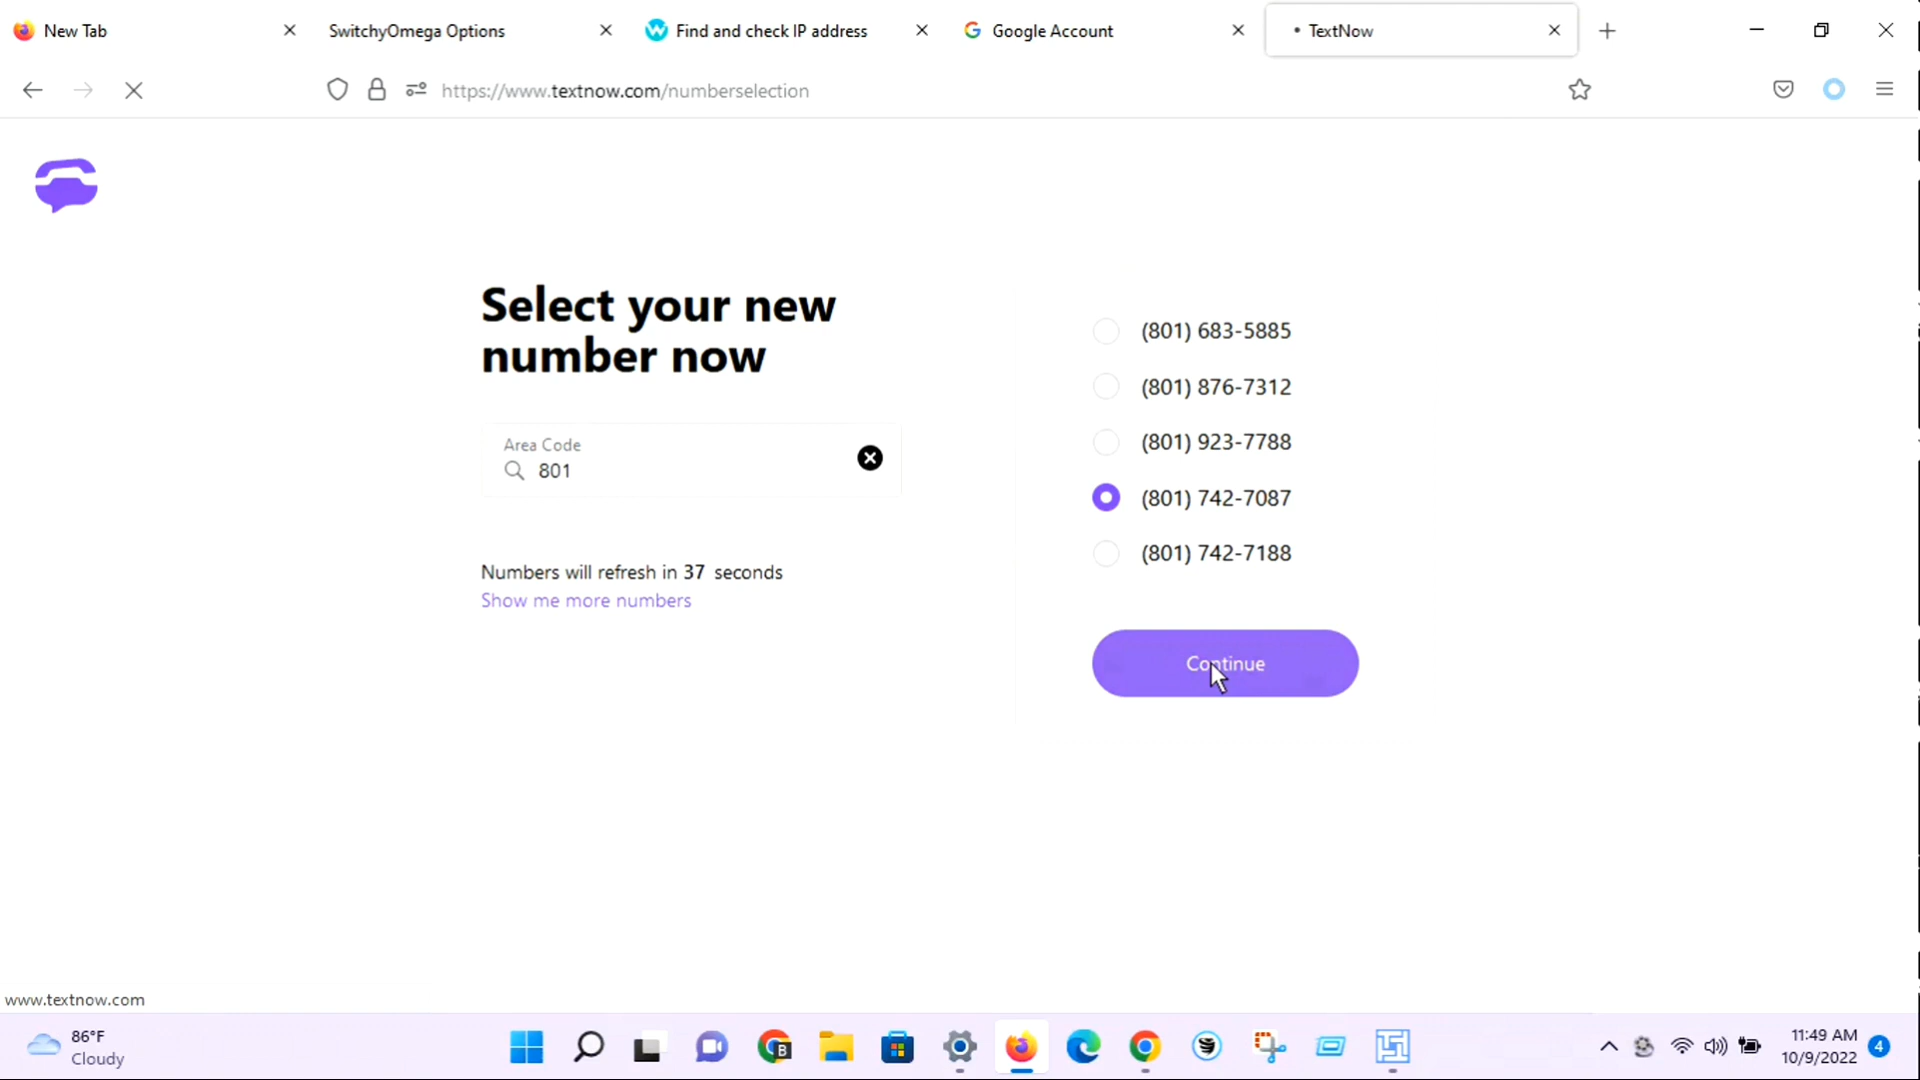 New Tab
SwitchyOmega Options
Find and check IP address
Google Account
• TextNow
https://www.textnow.com/numberselection
Select your new
number now
Area Code
801
Numbers will refresh in 37 seconds
Show me more numbers
(801) 683-5885
(801) 876-7312
(801) 923-7788
(801) 742-7087
(801) 742-7188
Continue
www.textnow.com
86°F
Cloudy
B
11:49 AM
10/9/2022
4